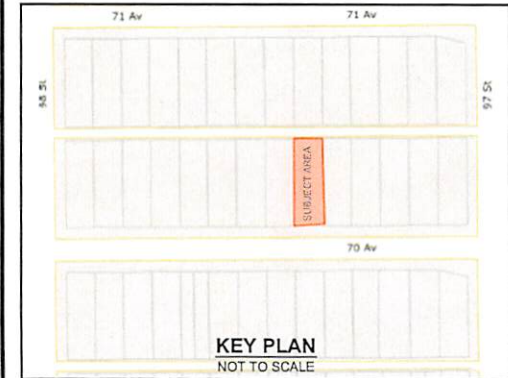 71 Av
71 Av
98 St
97 St
SUBJECT AREA
70 Av
KEY PLAN
NOT TO SCALE